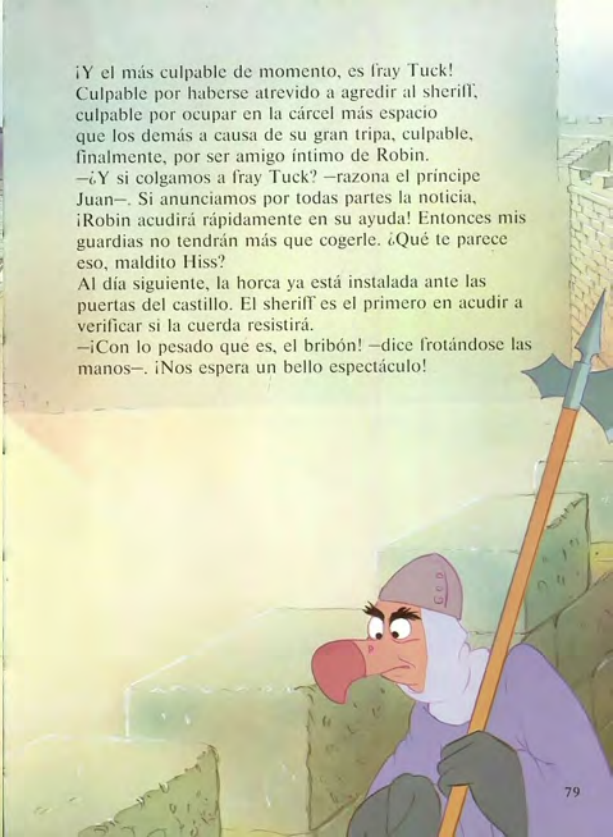 ¡Y el más culpable de momento, es fray Tuck!
Culpable por haberse atrevido a agredir al sheriff,
culpable por ocupar en la cárcel más espacio
que los demás a causa de su gran tripa, culpable,
finalmente, por ser amigo íntimo de Robin.
—¿Y si colgamos a fray Tuck? —razona el príncipe
Juan—. Si anunciamos por todas partes la noticia,
¡Robin acudirá rápidamente en su ayuda! Entonces mis
guardias no tendrán más que cogerle. ¿Qué te parece
eso, maldito Hiss?
Al día siguiente, la horca ya está instalada ante las
puertas del castillo. El sheriff es el primero en acudir a
verificar si la cuerda resistirá.
—¡Con lo pesado que es, el bribón! —dice frotándose las
manos—. ¡Nos espera un bello espectáculo!
79